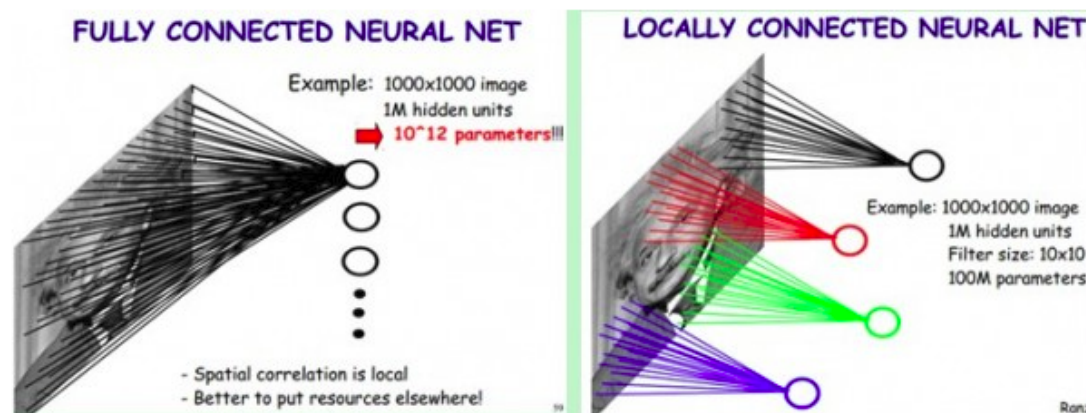 FULLY CONNECTED NEURAL NET
Example: 1000x1000 image
1M hidden units
10^12 parameters!!!
- Spatial correlation is local
- Better to put resources elsewhere!
59
LOCALLY CONNECTED NEURAL NET
Example: 1000x1000 image
1M hidden units
Filter size: 10x10
100M parameters